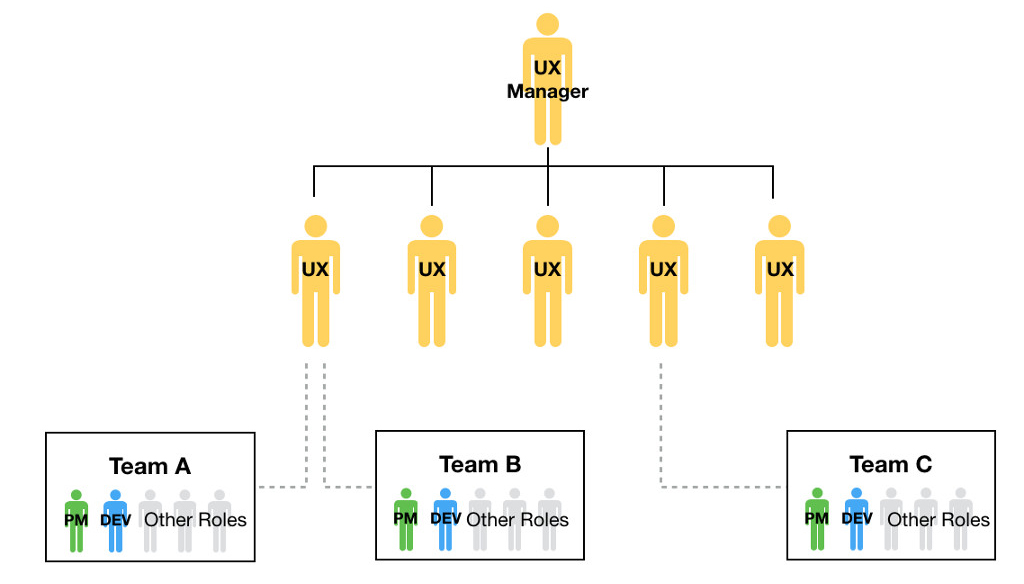 UX
Manager
UX UX UX UX UX
Team A
PM DEV Other Roles
Team B
PM DEV Other Roles
Team C
PM DEV Other Roles